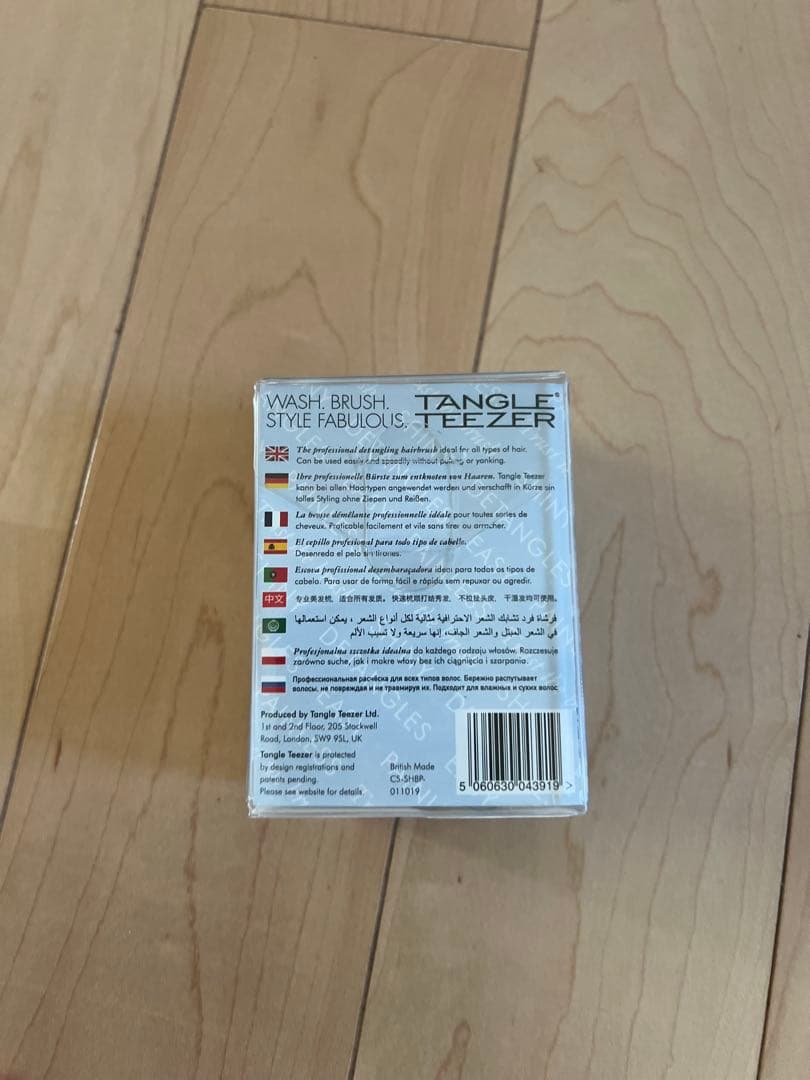 WASH. BRUSH.
STYLE FABULOUS.
TANGLE®
TEEZER
The professional detangling hairbrush ideal for all types of hair.
Can be used easily and speedily without pulling or yanking.
Ihre professionelle Bürste zum entknoten von Haaren. Tangle Teezer
kann bei allen Haartypen angewendet werden und verschafft in Kürze ein
tolles Styling ohne Ziepen und Reißen.
La brosse démêlante professionnelle idéale pour toutes sortes de
cheveux. Praticable facilement et vite sans tirer ou arracher.
El cepillo profesional para todo tipo de cabello.
Desenreda el pelo sin tirones.
Escova profissional desembaraçadora ideal para todos os tipos de
cabelo. Para usar de forma fácil e rápida sem repuxar ou agredir.
中文 专业美发梳，适合所有发质。快速梳顺打结秀发，不拉扯头皮，干湿发均可使用。
فرشاة فرد تشابك الشعر الاحترافية مثالية لكل أنواع الشعر ، يمكن استعمالها
في الشعر المبتل والشعر الجاف، إنها سريعة ولا تسبب الألم
Profesjonalna szczotka idealna do każdego rodzaju włosów. Rozczesuje
zarówno suche, jak i mokre włosy bez ich ciągnięcia i szarpania.
Профессиональная расчёска для всех типов волос. Бережно распутывает
волосы, не повреждая и не травмируя их. Подходит для влажных и сухих волос
Produced by Tangle Teezer Ltd.
1st and 2nd Floor, 205 Stockwell
Road, London, SW9 9SL, UK
Tangle Teezer is protected
by design registrations and
patents pending.
Please see website for details.
British Made
CS-SHBP-
011019
5 060630 043919 >